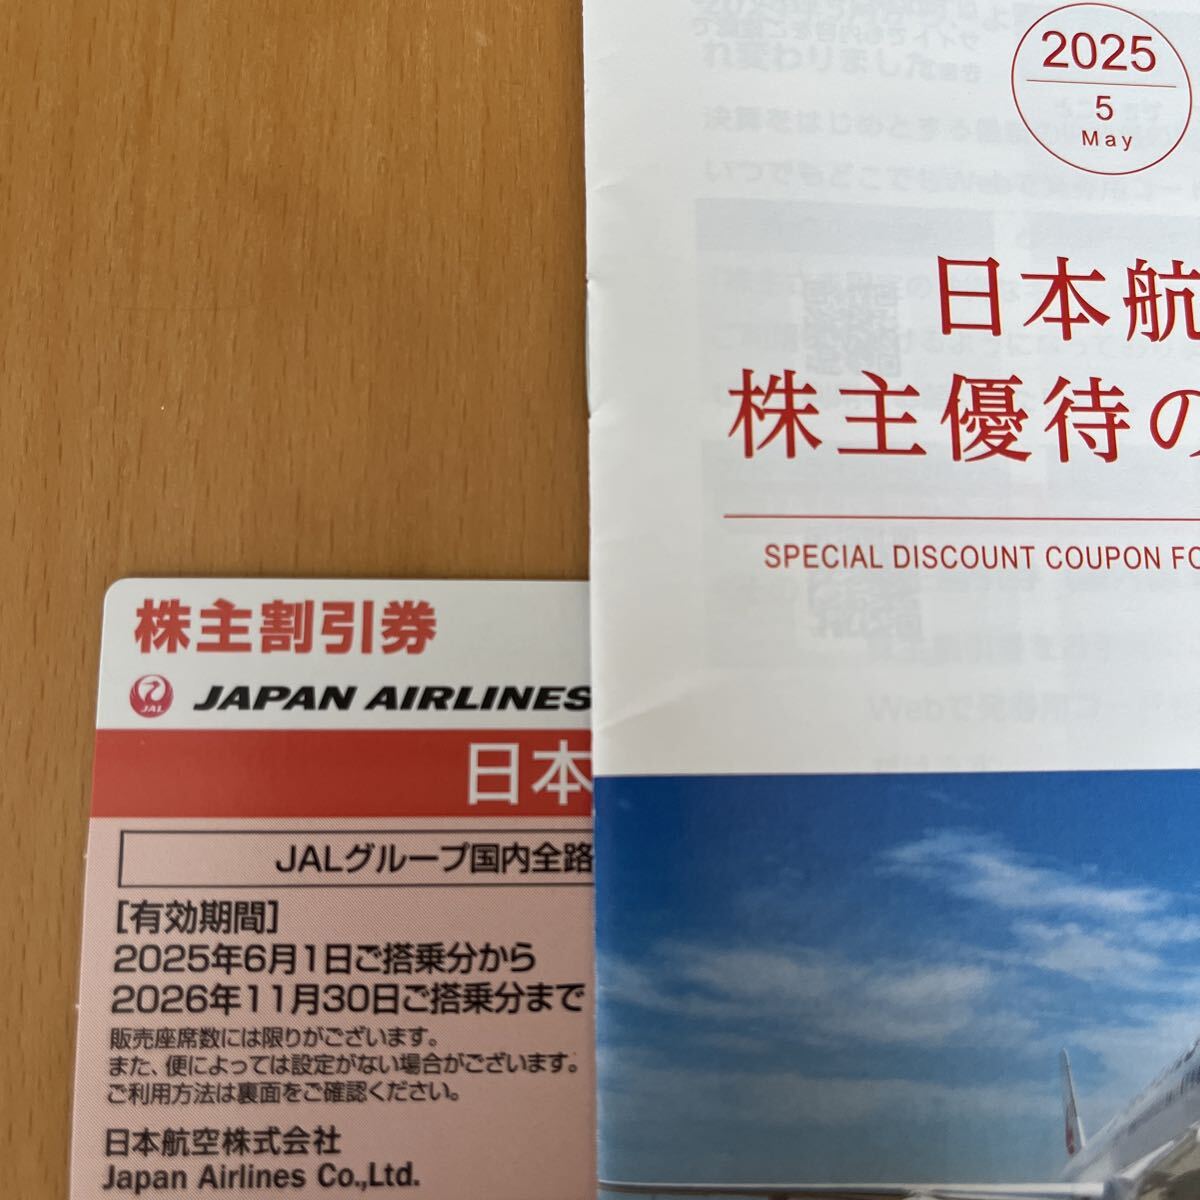 2025
5
May
日本航
株主優待の
SPECIAL DISCOUNT COUPON FO
株主割引券
JAL
JAPAN AIRLINES
日本
JALグループ国内全路
[有効期間]
2025年6月1日ご搭乗分から
2026年11月30日ご搭乗分まで
販売座席数には限りがございます。
また、便によっては設定がない場合がございます。
ご利用方法は裏面をご確認ください。
日本航空株式会社
Japan Airlines Co.,Ltd.